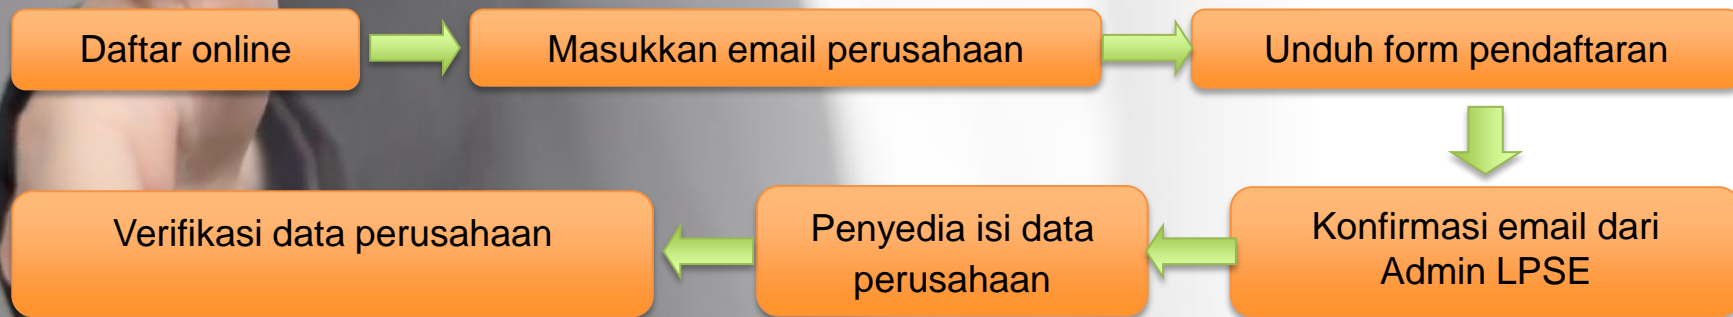 Daftar online
Masukkan email perusahaan
Unduh form pendaftaran
Konfirmasi email dari
Admin LPSE
Penyedia isi data
perusahaan
Verifikasi data perusahaan